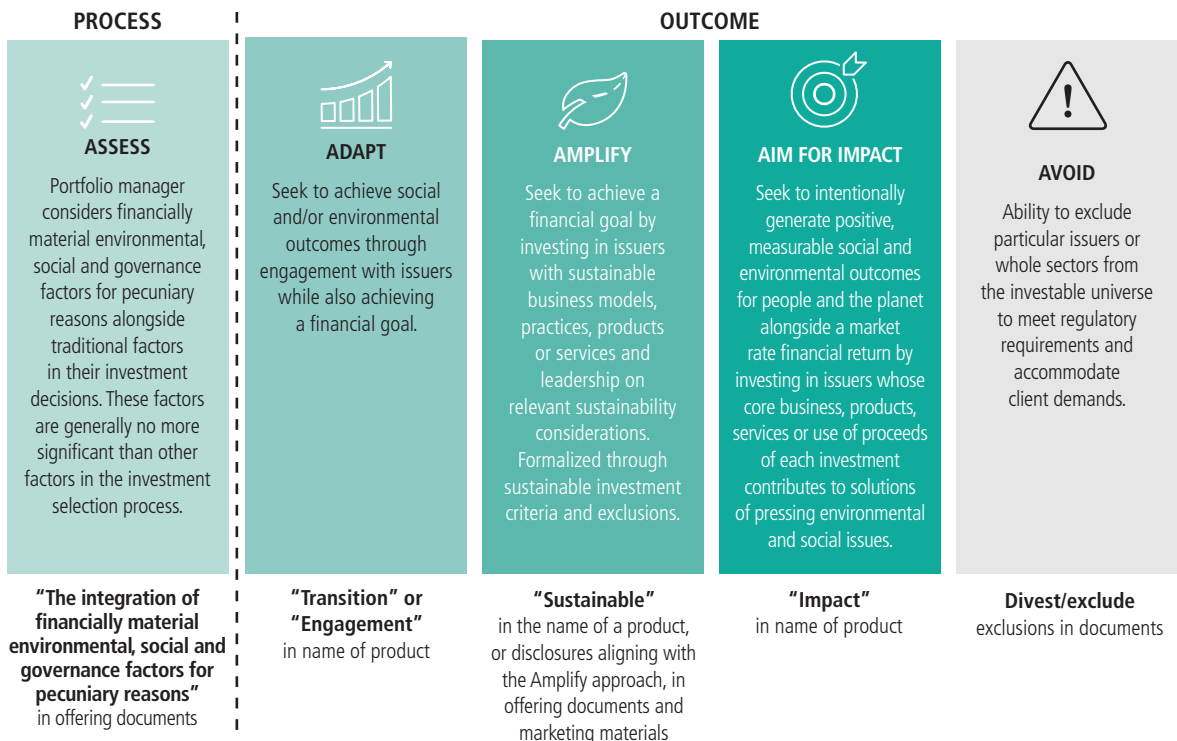 PROCESS
OUTCOME
ASSESS
Portfolio manager
considers financially
material environmental,
social and governance
factors for pecuniary
reasons alongside
traditional factors
in their investment
decisions. These factors
are generally no more
significant than other
factors in the investment
selection process.
"The integration of
financially material
environmental, social and
governance factors for
pecuniary reasons"
in offering documents
ADAPT
Seek to achieve social
and/or environmental
outcomes through
engagement with issuers
while also achieving
a financial goal.
"Transition" or
"Engagement"
in name of product
AMPLIFY
Seek to achieve a
financial goal by
investing in issuers
with sustainable
business models,
practices, products
or services and
leadership on
relevant sustainability
considerations.
Formalized through
sustainable investment
criteria and exclusions.
"Sustainable"
in the name of a product,
or disclosures aligning with
the Amplify approach, in
offering documents and
marketing materials
AIM FOR IMPACT
Seek to intentionally
generate positive,
measurable social and
environmental outcomes
for people and the planet
alongside a market
rate financial return by
investing in issuers whose
core business, products,
services or use of proceeds
of each investment
contributes to solutions
of pressing environmental
and social issues.
"Impact"
in name of product
AVOID
Ability to exclude
particular issuers or
whole sectors from
the investable universe
to meet regulatory
requirements and
accommodate
client demands.
Divest/exclude
exclusions in documents